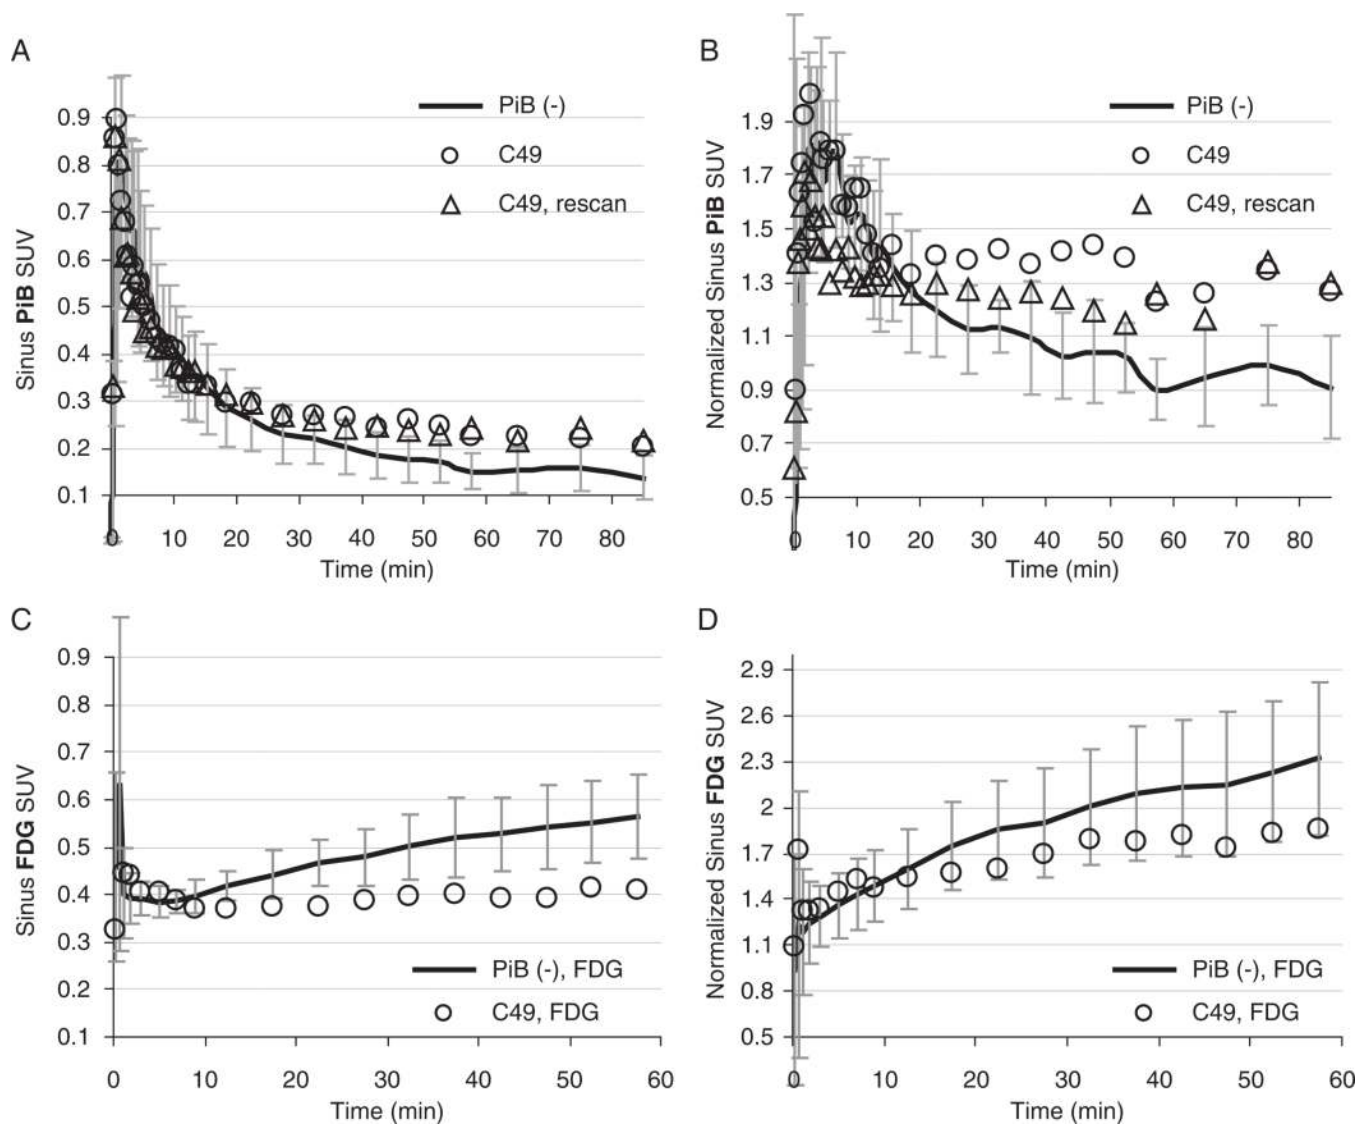 A
Sinus PiB SUV
0.9
0.8
0.7
0.6
0.5
0.4
0.3
0.2
0.1
PiB (-)
C49
C49, rescan
0 10 20 30 40 50 60 70 80
Time (min)
B
Normalized Sinus PiB SUV
1.9
1.7
1.5
1.3
1.1
0.9
0.7
0.5
PiB (-)
C49
C49, rescan
0 10 20 30 40 50 60 70 80
Time (min)
C
Sinus FDG SUV
0.9
0.8
0.7
0.6
0.5
0.4
0.3
0.2
0.1
PiB (-), FDG
C49, FDG
0 10 20 30 40 50 60
Time (min)
D
Normalized Sinus FDG SUV
2.9
2.6
2.3
2
1.7
1.4
1.1
0.8
0.5
PiB (-), FDG
C49, FDG
0 10 20 30 40 50 60
Time (min)